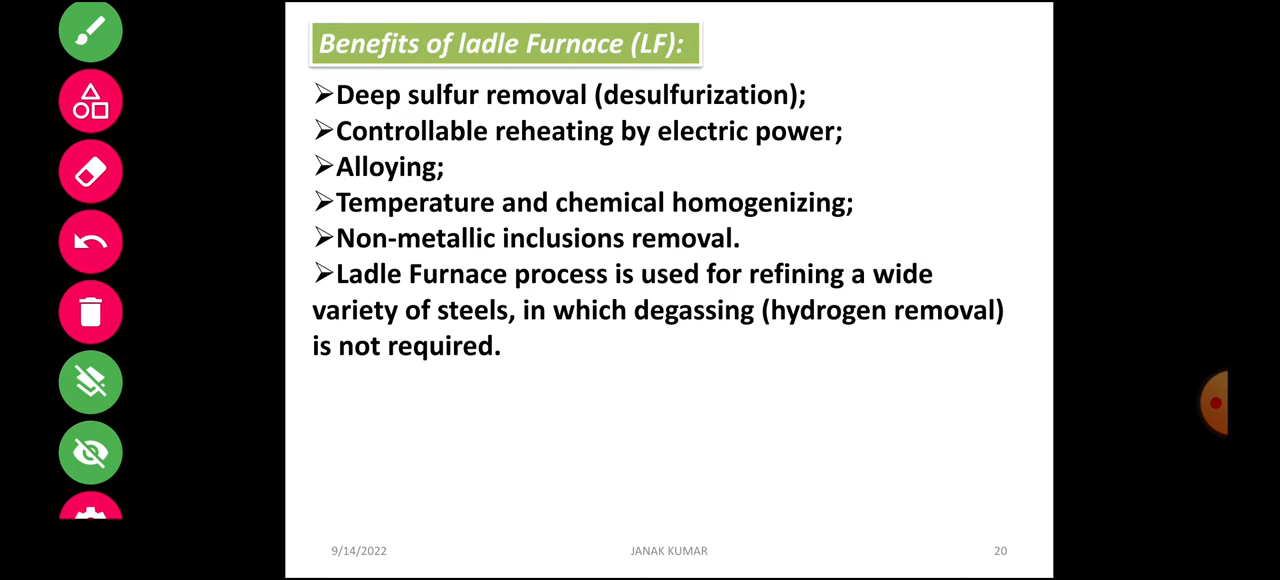 Benefits of ladle Furnace (LF):
➢Deep sulfur removal (desulfurization);
➢Controllable reheating by electric power;
➢Alloying;
➢Temperature and chemical homogenizing;
➢Non-metallic inclusions removal.
➢Ladle Furnace process is used for refining a wide
variety of steels, in which degassing (hydrogen removal)
is not required.
9/14/2022
JANAK KUMAR
20